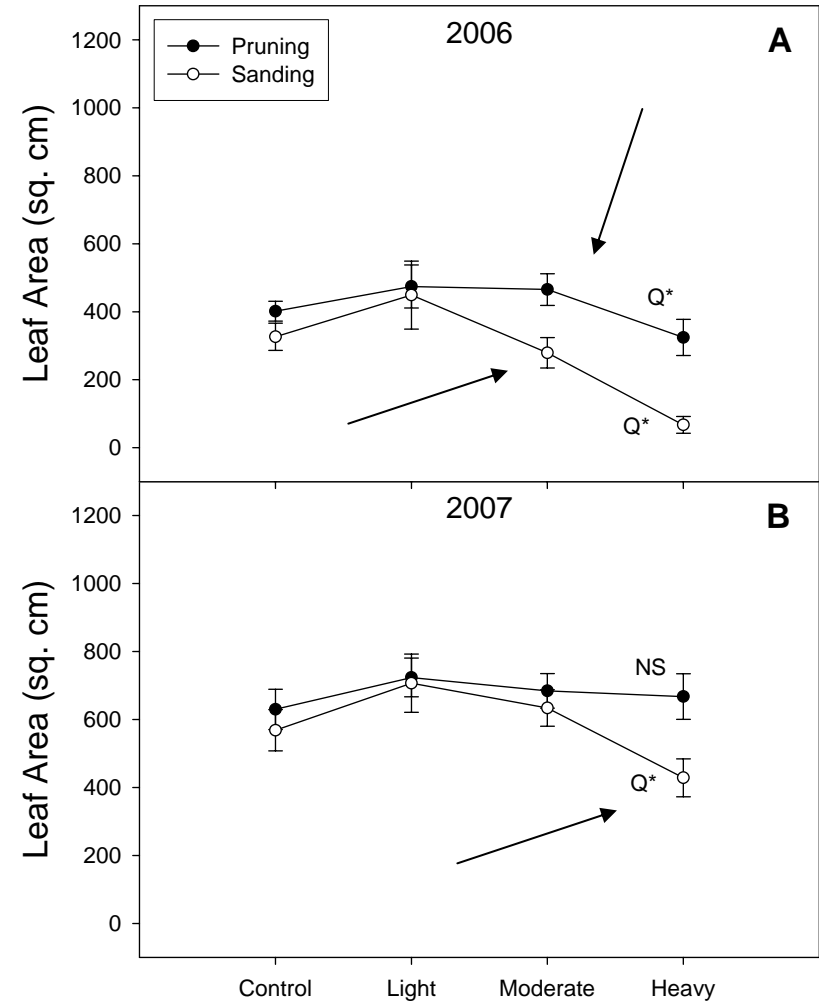 2006
A
Pruning
Sanding
1200
1000
800
600
400
200
0
Leaf Area (sq. cm)
Q*
Q*
2007
B
1200
1000
800
600
400
200
0
Leaf Area (sq. cm)
NS
Q*
Control Light Moderate Heavy